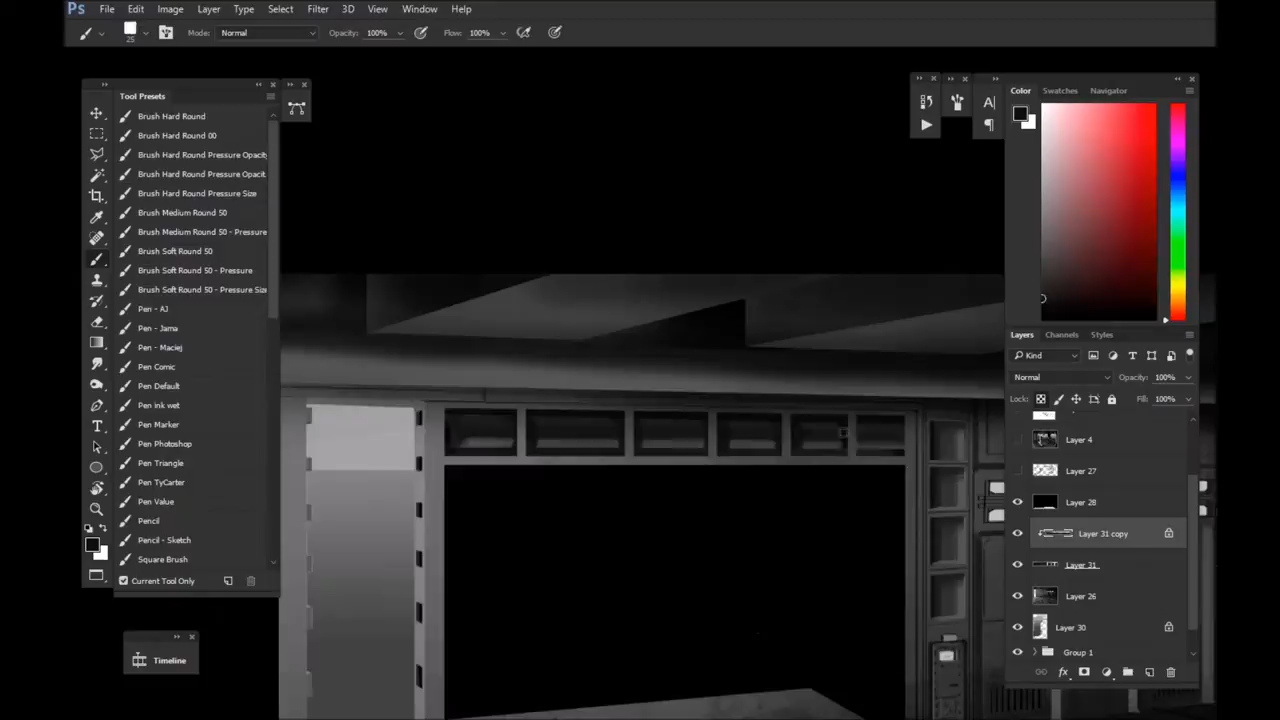 Ps File Edit Image Layer Type Select Filter 3D View Window Help
25 Mode: Normal Opacity: 100% Flow: 100%
Tool Presets
Brush Hard Round
Brush Hard Round 00
Brush Hard Round Pressure Opacity
Brush Hard Round Pressure Opacit
Brush Hard Round Pressure Size
Brush Medium Round 50
Brush Medium Round 50 - Pressure
Brush Soft Round 50
Brush Soft Round 50 - Pressure
Brush Soft Round 50 - Pressure Siz
Pen - AJ
Pen - Jama
Pen - Maciej
Pen Comic
Pen Default
Pen ink wet
Pen Marker
Pen Photoshop
Pen Triangle
Pen TyCarter
Pen Value
Pencil
Pencil - Sketch
Square Brush
Current Tool Only
Timeline
Color Swatches Navigator
Layers Channels Styles
Kind
Normal Opacity: 100%
Lock: Fill: 100%
Layer 4
Layer 27
Layer 28
Layer 31 copy
Layer 31
Layer 26
Layer 30
Group 1
fx